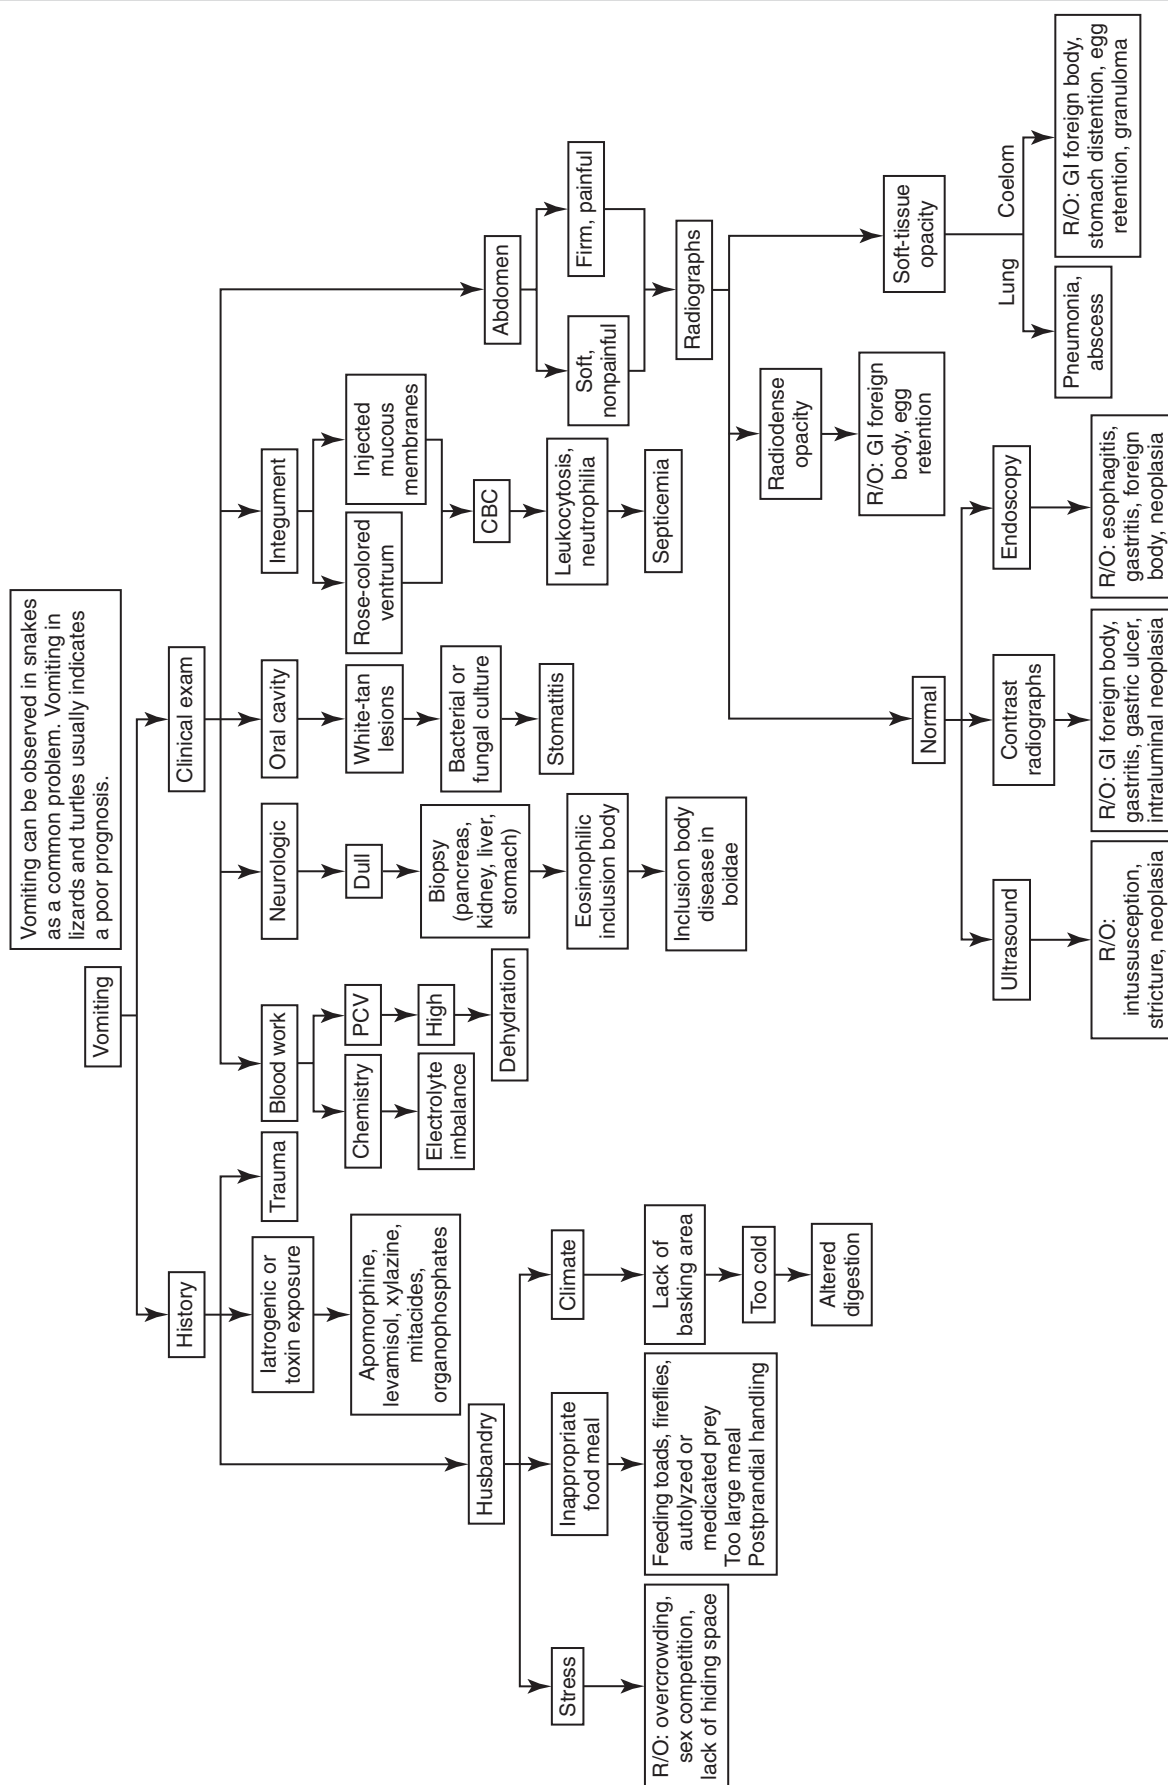 Vomiting can be observed in snakes
as a common problem. Vomiting in
lizards and turtles usually indicates
a poor prognosis.
Vomiting
History
Clinical exam
Iatrogenic or
toxin exposure
Trauma
Apomorphine,
levamisol, xylazine,
mitacides,
organophosphates
Husbandry
Stress
R/O: overcrowding,
sex competition,
lack of hiding space
Inappropriate
food meal
Feeding toads, fireflies,
autolyzed or
medicated prey
Too large meal
Postprandial handling
Climate
Lack of
basking area
Too cold
Altered
digestion
Blood work
Chemistry
Electrolyte
imbalance
PCV
High
Dehydration
Neurologic
Dull
Biopsy
(pancreas,
kidney, liver,
stomach)
Eosinophilic
inclusion body
Inclusion body
disease in
boidae
Oral cavity
White-tan
lesions
Bacterial or
fungal culture
Stomatitis
Integument
Rose-colored
ventrum
Injected
mucous
membranes
CBC
Leukocytosis,
neutrophilia
Septicemia
Abdomen
Soft,
nonpainful
Firm, painful
Radiographs
Normal
Ultrasound
R/O:
intussusception,
stricture, neoplasia
Contrast
radiographs
R/O: GI foreign body,
gastritis, gastric ulcer,
intraluminal neoplasia
Endoscopy
R/O: esophagitis,
gastritis, foreign
body, neoplasia
Radiodense
opacity
R/O: GI foreign
body, egg
retention
Soft-tissue
opacity
Lung
Coelom
Pneumonia,
abscess
R/O: GI foreign body,
stomach distention, egg
retention, granuloma